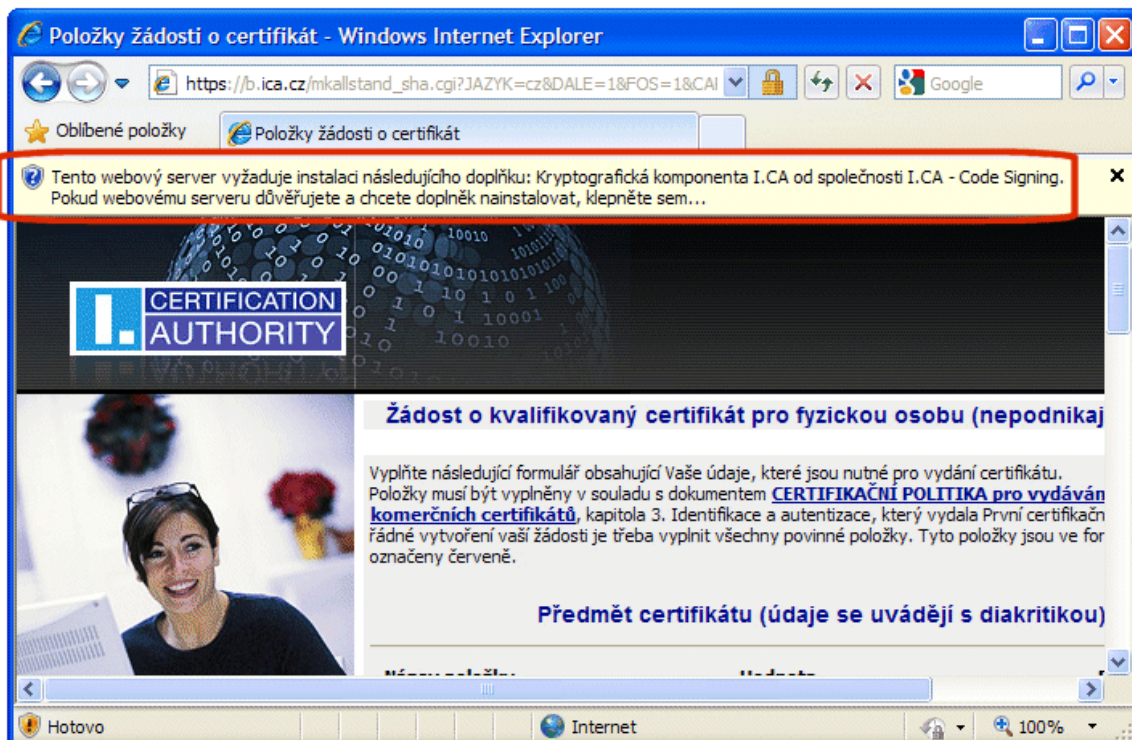 Položky žádosti o certifikát - Windows Internet Explorer
https://b.ica.cz/mkallstand_sha.cgi?JAZYK=cz&DALE=1&FOS=1&CAI
Google
Oblíbené položky
Položky žádosti o certifikát
Tento webový server vyžaduje instalaci následujícího doplňku: Kryptografická komponenta I.CA od společnosti I.CA - Code Signing.
Pokud webovému serveru důvěřujete a chcete doplněk nainstalovat, klepněte sem...
I. CERTIFICATION
AUTHORITY
Žádost o kvalifikovaný certifikát pro fyzickou osobu (nepodnikaj
Vyplňte následující formulář obsahující Vaše údaje, které jsou nutné pro vydání certifikátu.
Položky musí být vyplněny v souladu s dokumentem CERTIFIKAČNÍ POLITIKA pro vydáván
komerčních certifikátů, kapitola 3. Identifikace a autentizace, který vydala První certifikačn
řádné vytvoření vaší žádosti je třeba vyplnit všechny povinné položky. Tyto položky jsou ve for
označeny červeně.
Předmět certifikátu (údaje se uvádějí s diakritikou)
Hotovo
Internet
100%